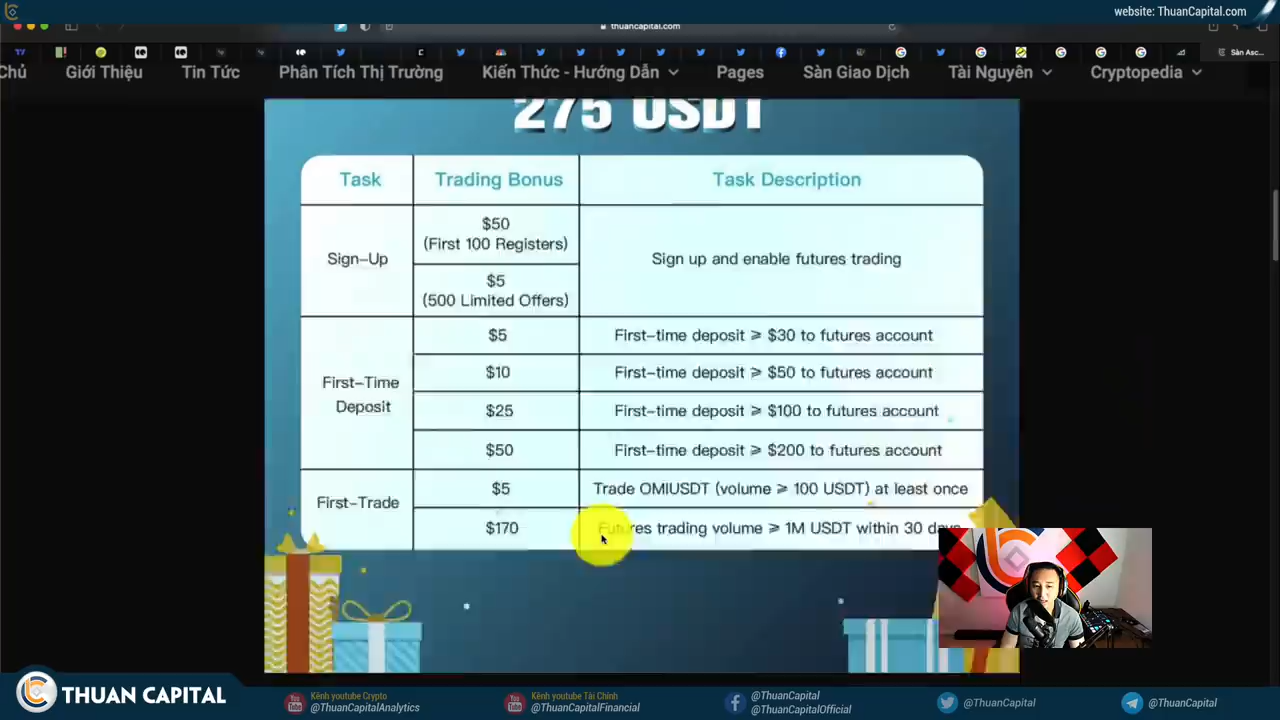 website: ThuanCapital.com
thuancapital.com
Sàn Asc...
Chủ
Giới Thiệu
Tin Tức
Phân Tích Thị Trường
Kiến Thức - Hướng Dẫn
Pages
Sàn Giao Dịch
Tài Nguyên
Cryptopedia
275 USDT
Task
Trading Bonus
Task Description
Sign-Up
$50
(First 100 Registers)
$5
(500 Limited Offers)
Sign up and enable futures trading
First-Time
Deposit
$5
First-time deposit ⩾ $30 to futures account
$10
First-time deposit ⩾ $50 to futures account
$25
First-time deposit ⩾ $100 to futures account
$50
First-time deposit ⩾ $200 to futures account
First-Trade
$5
Trade OMIUSDT (volume ⩾ 100 USDT) at least once
$170
Futures trading volume ⩾ 1M USDT within 30 days
THUAN CAPITAL
Kênh youtube Crypto
@ThuanCapitalAnalytics
Kênh youtube Tài Chính
@ThuanCapitalFinancial
@ThuanCapital
@ThuanCapitalOfficial
@ThuanCapital
@ThuanCapital